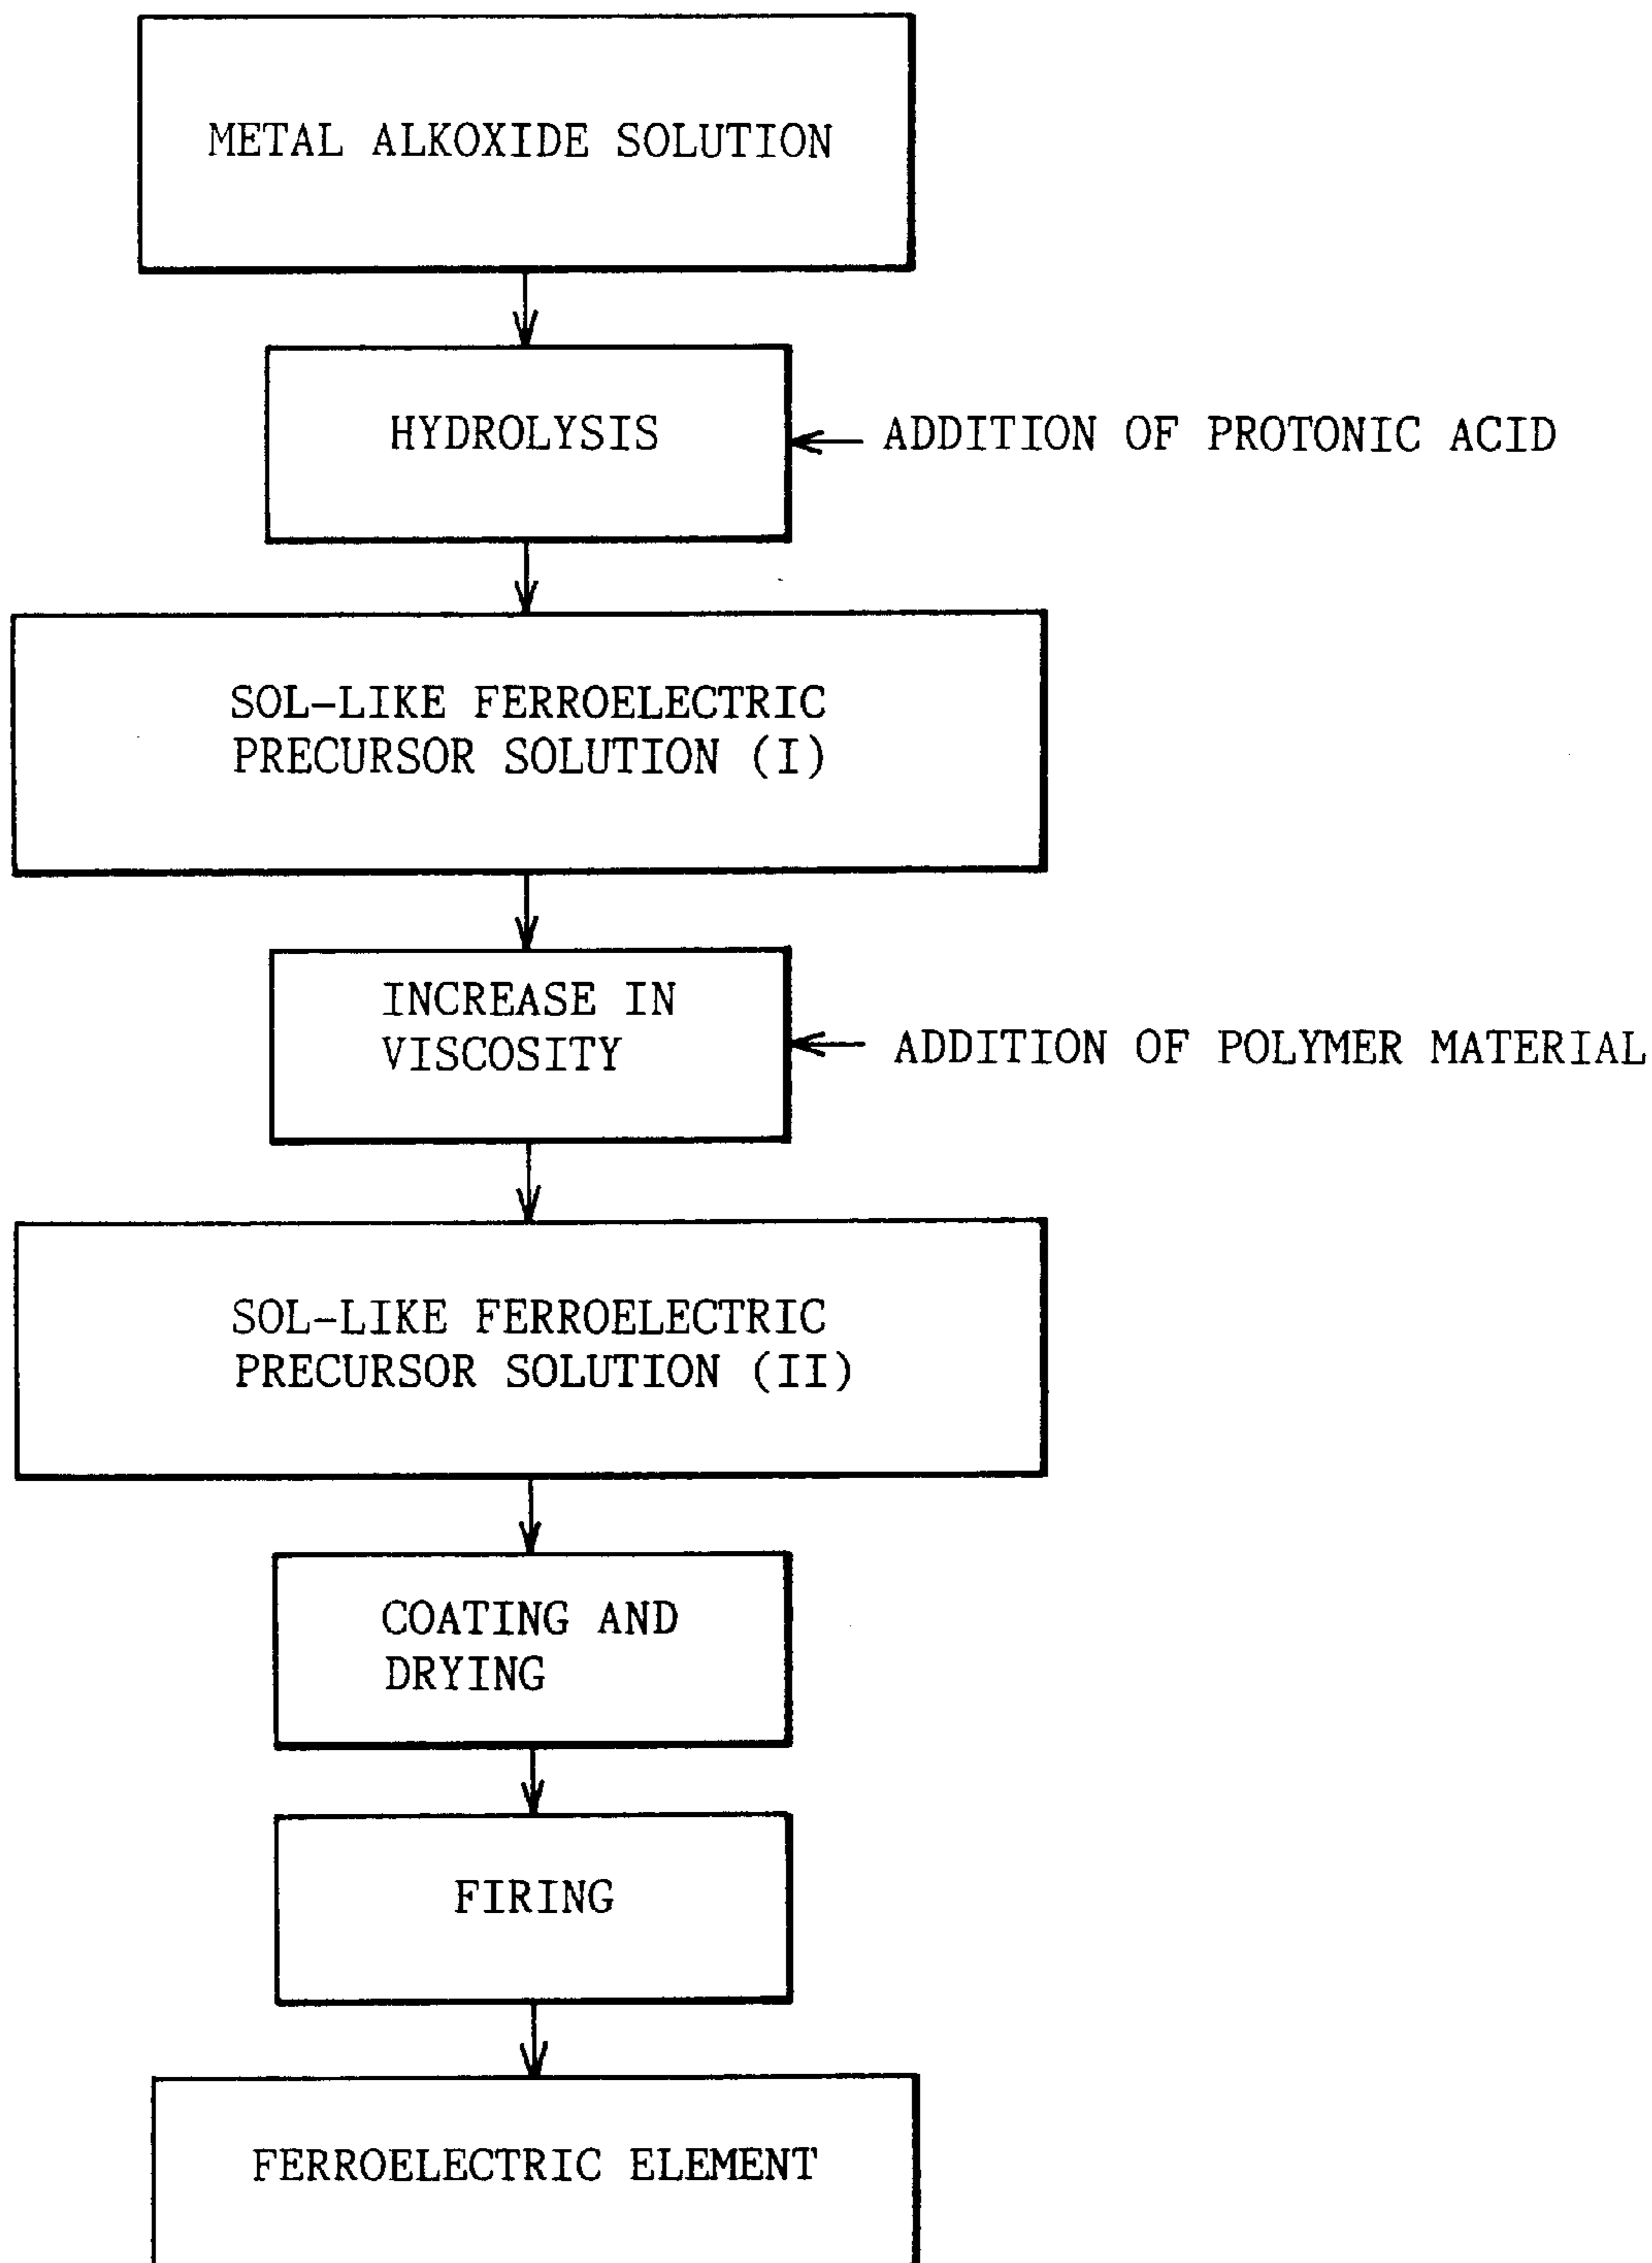 METAL ALKOXIDE SOLUTION
HYDROLYSIS
ADDITION OF PROTONIC ACID
SOL-LIKE FERROELECTRIC
PRECURSOR SOLUTION (I)
INCREASE IN
VISCOSITY
ADDITION OF POLYMER MATERIAL
SOL-LIKE FERROELECTRIC
PRECURSOR SOLUTION (II)
COATING AND
DRYING
FIRING
FERROELECTRIC ELEMENT